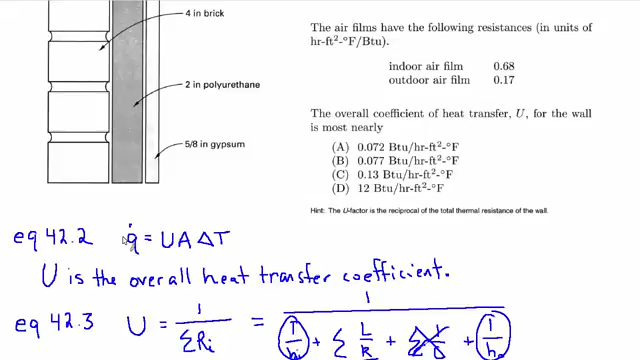 4 in brick
2 in polyurethane
5/8 in gypsum
The air films have the following resistances (in units of
hr-ft²-°F/Btu).
indoor air film 0.68
outdoor air film 0.17
The overall coefficient of heat transfer, U, for the wall
is most nearly
(A) 0.072 Btu/hr-ft²-°F
(B) 0.077 Btu/hr-ft²-°F
(C) 0.13 Btu/hr-ft²-°F
(D) 12 Btu/hr-ft²-°F
Hint: The U-factor is the reciprocal of the total thermal resistance of the wall.
eq 42.2 q̇ = UAΔT
U is the overall heat transfer coefficient.
eq 42.3 U = 1/ΣRi = 1/(1/hi + Σ L/k + Σ + 1/ho)